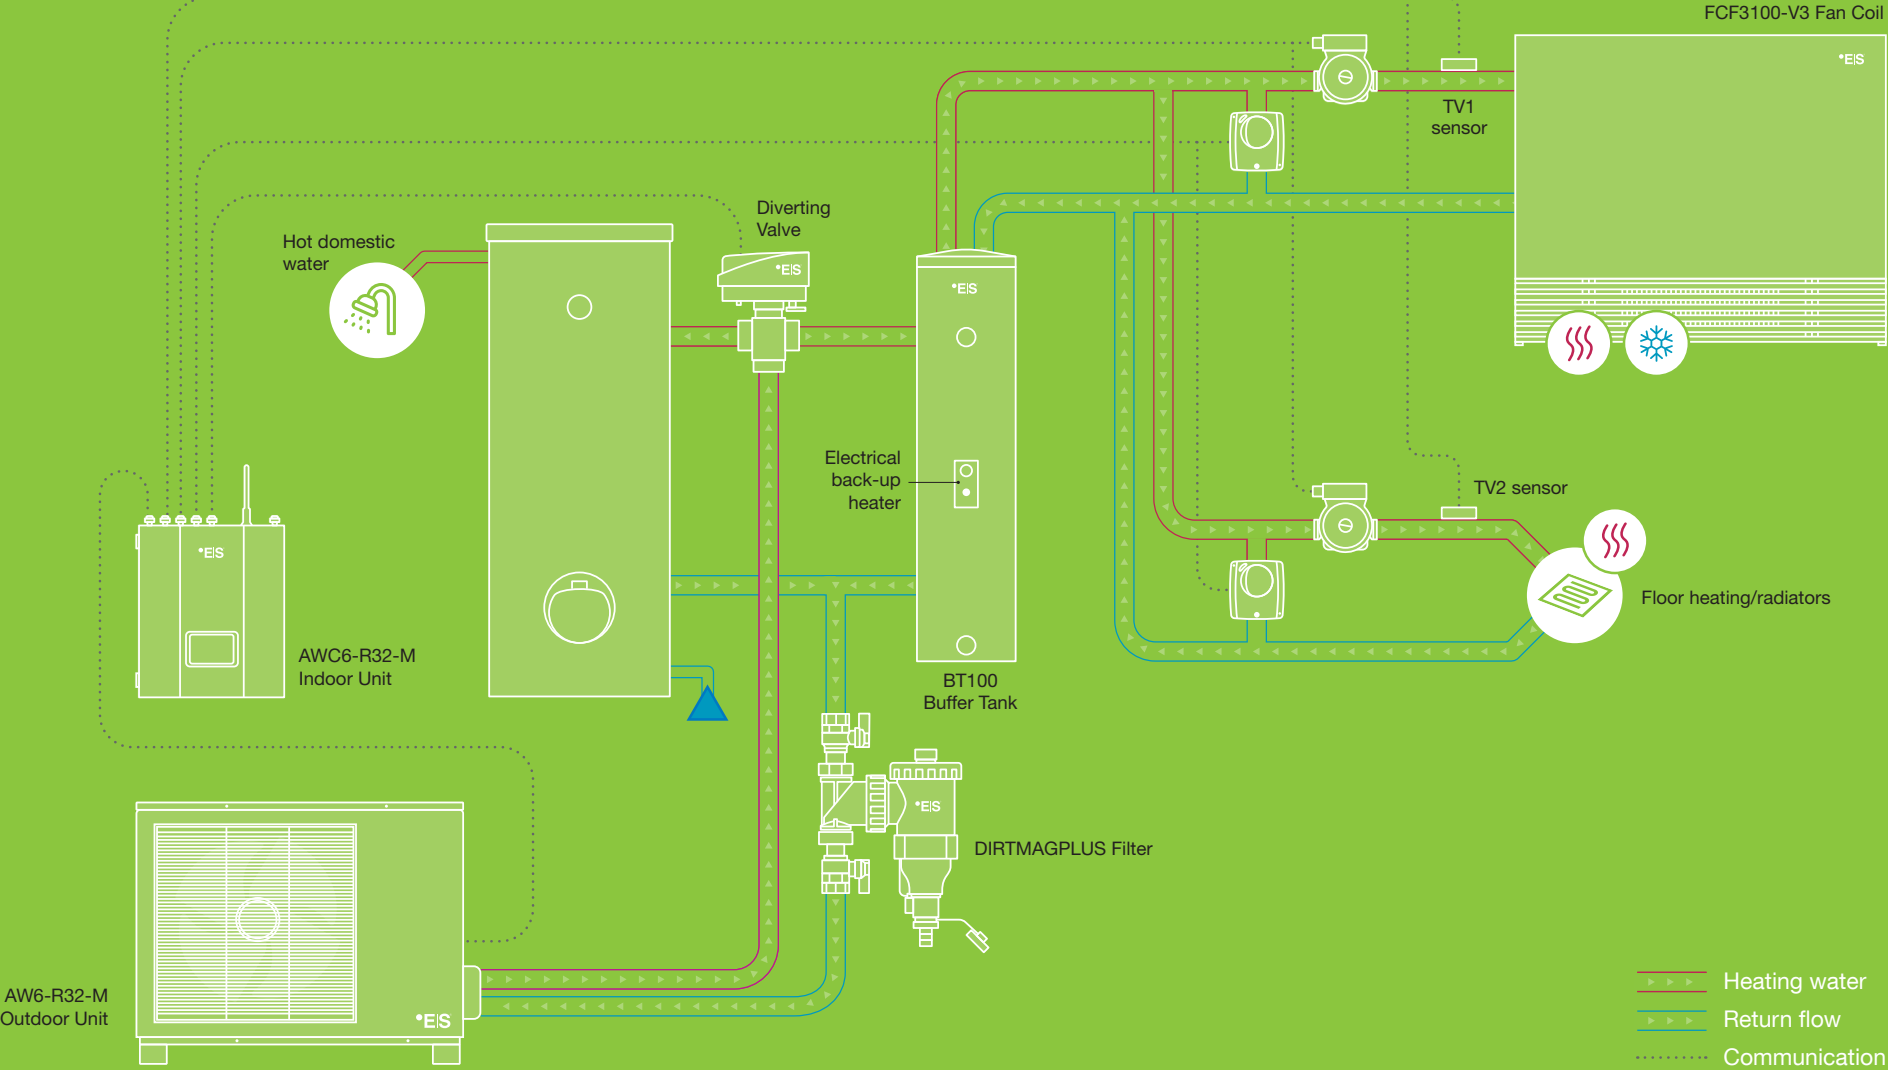 FCF3100-V3 Fan Coil
°E|S
TV1
sensor
Diverting
Valve
Hot domestic
water
°E|S
°E|S
Electrical
back-up
heater
TV2 sensor
°E|S
Floor heating/radiators
AWC6-R32-M
Indoor Unit
BT100
Buffer Tank
°E|S
DIRTMAGPLUS Filter
AW6-R32-M
Outdoor Unit
°E|S
Heating water
Return flow
Communication